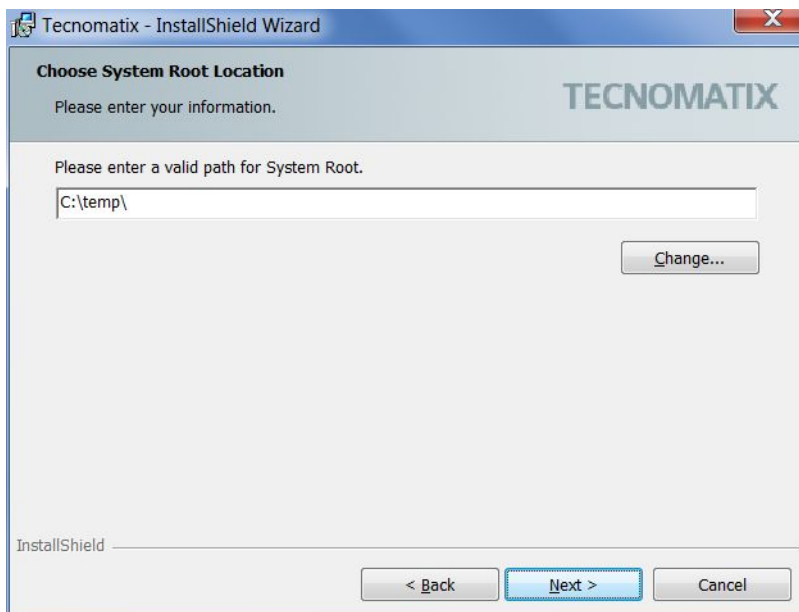 Tecnomatix - InstallShield Wizard
X
Choose System Root Location
Please enter your information.
TECNOMATIX
Please enter a valid path for System Root.
C:\temp\
Change...
InstallShield
< Back
Next >
Cancel